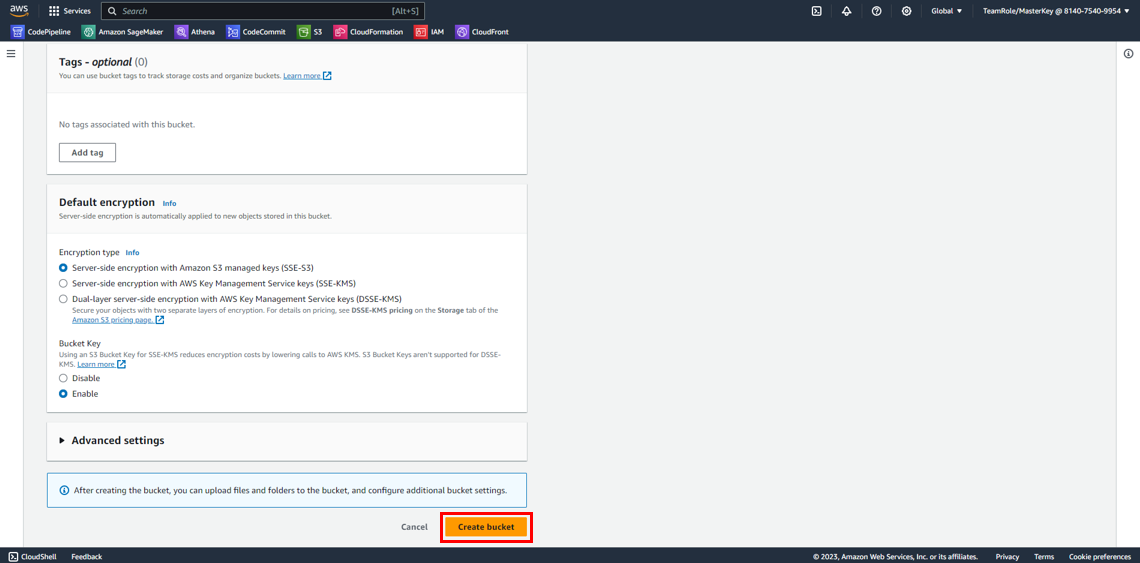 aws Services Search [Alt+S] Global ▼ TeamRole/MasterKey @ 8140-7540-9954 ▼
CodePipeline Amazon SageMaker Athena CodeCommit S3 CloudFormation IAM CloudFront
Tags - optional (0)
You can use bucket tags to track storage costs and organize buckets. Learn more
No tags associated with this bucket.
Add tag
Default encryption Info
Server-side encryption is automatically applied to new objects stored in this bucket.
Encryption type Info
Server-side encryption with Amazon S3 managed keys (SSE-S3)
Server-side encryption with AWS Key Management Service keys (SSE-KMS)
Dual-layer server-side encryption with AWS Key Management Service keys (DSSE-KMS)
Secure your objects with two separate layers of encryption. For details on pricing, see DSSE-KMS pricing on the Storage tab of the
Amazon S3 pricing page.
Bucket Key
Using an S3 Bucket Key for SSE-KMS reduces encryption costs by lowering calls to AWS KMS. S3 Bucket Keys aren't supported for DSSE-
KMS. Learn more
Disable
Enable
Advanced settings
After creating the bucket, you can upload files and folders to the bucket, and configure additional bucket settings.
Cancel Create bucket
CloudShell Feedback © 2023, Amazon Web Services, Inc. or its affiliates. Privacy Terms Cookie preferences